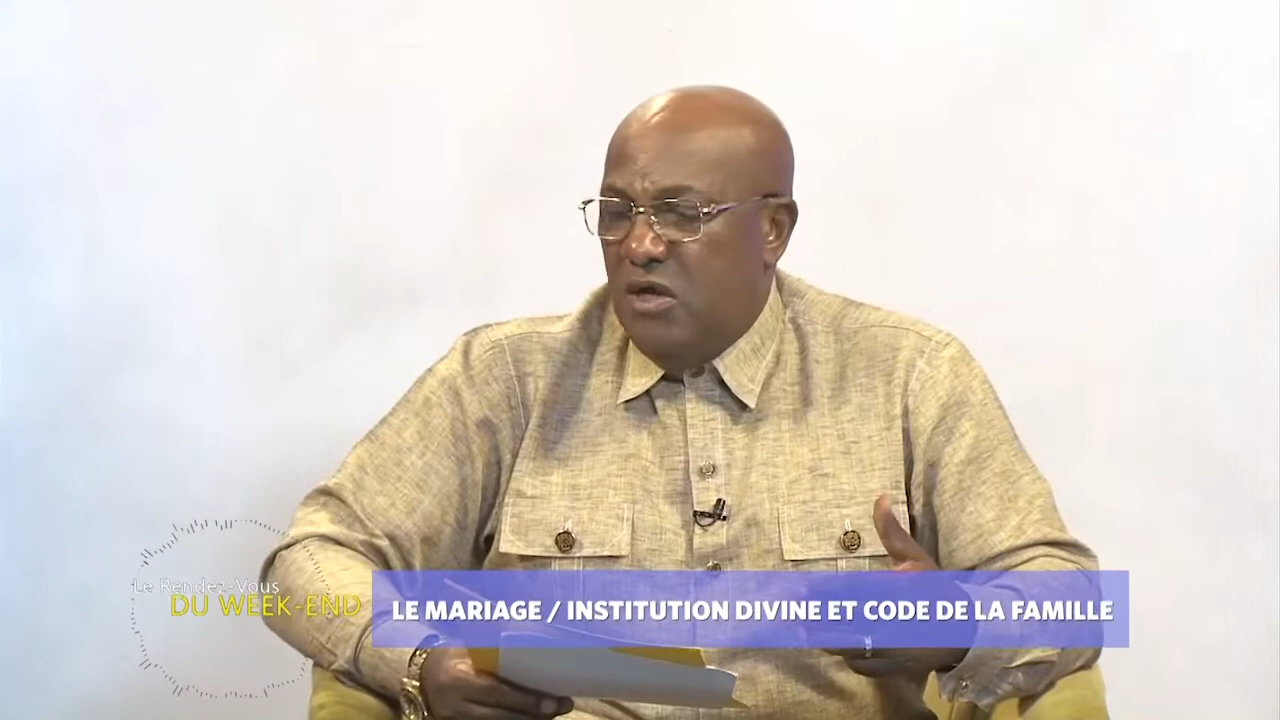 Le Rendez-Vous
DU WEEK-END
LE MARIAGE / INSTITUTION DIVINE ET CODE DE LA FAMILLE